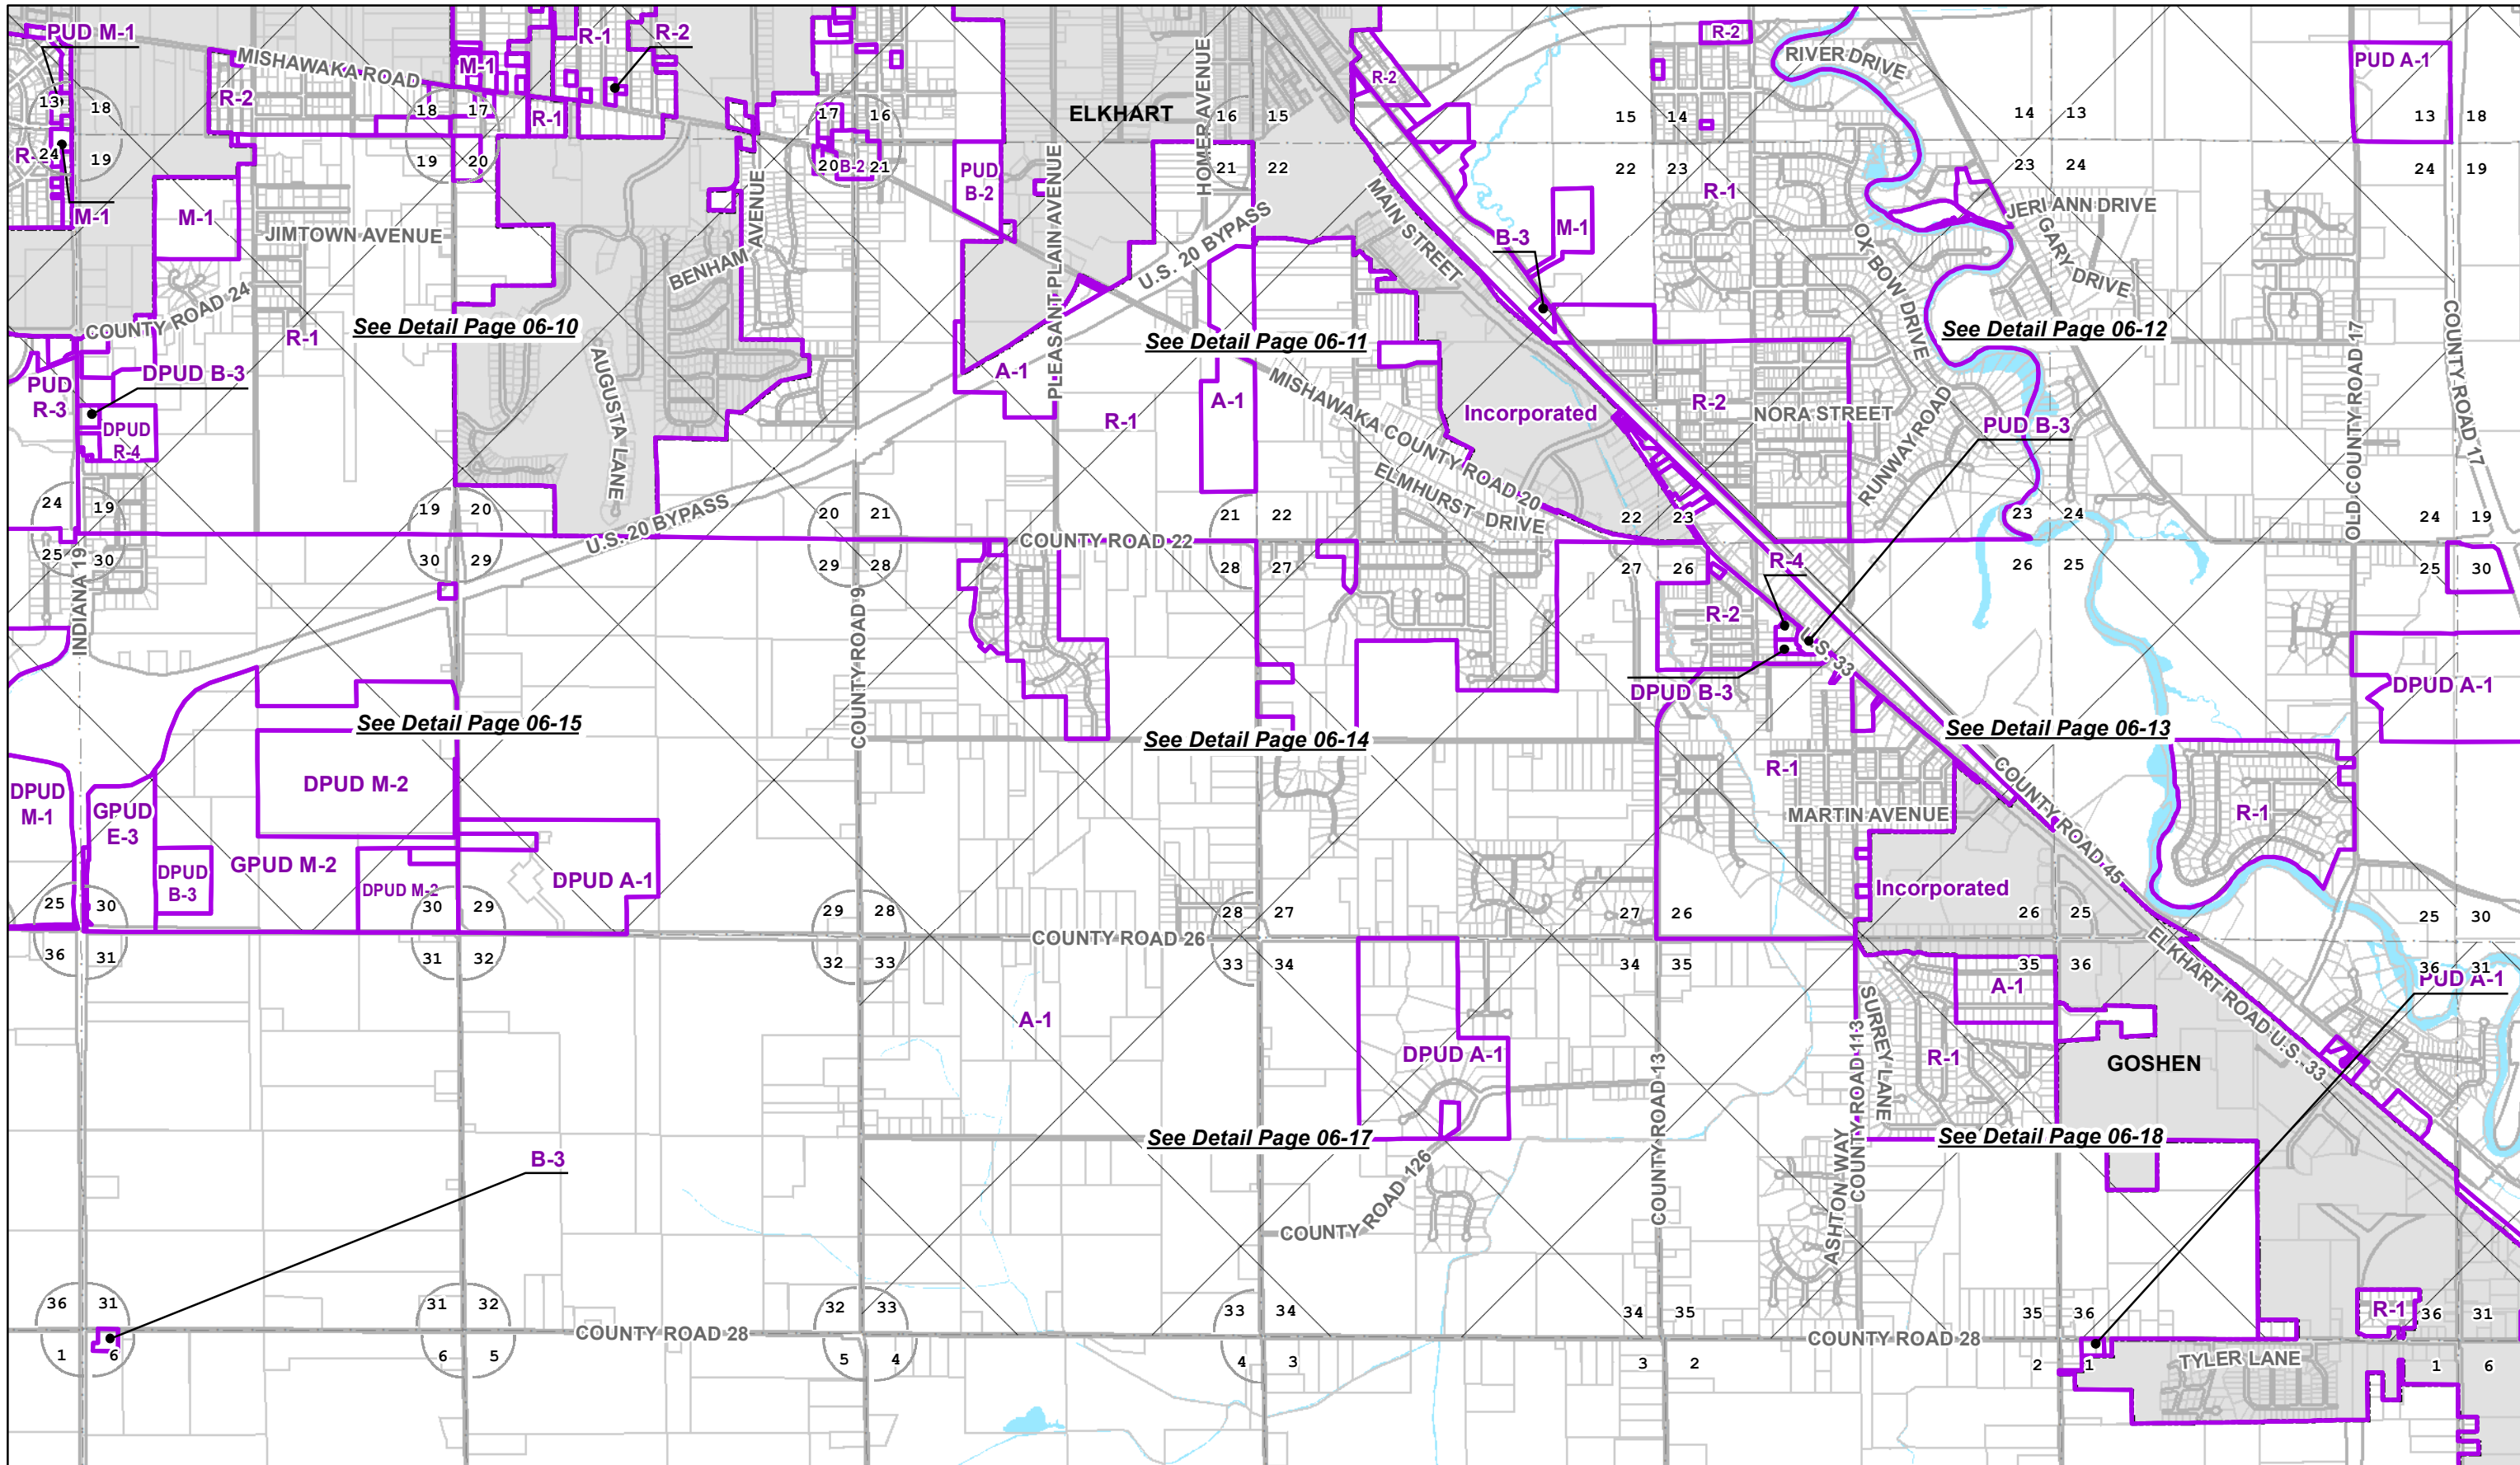 PUD M-1
MISHAWAKA ROAD
R-1
R-2
M-1
R-2
R-1
ELKHART
HOMER AVENUE
R-2
R-2
RIVER DRIVE
PUD A-1
13
18
18
17
17
16
16
15
15
14
14
13
13
18
24
19
19
20
20
B-2
21
21
22
22
23
23
24
24
19
M-1
M-1
JIMTOWN AVENUE
BENHAM AVENUE
PUD
B-2
PLEASANT PLAIN AVENUE
U.S. 20 BYPASS
MAIN STREET
B-3
M-1
R-1
OX BOW DRIVE
JERI ANN DRIVE
GARY DRIVE
COUNTY ROAD 24
R-1
See Detail Page 06-10
See Detail Page 06-11
See Detail Page 06-12
OLD COUNTY ROAD 17
COUNTY ROAD 17
PUD
R-3
DPUD B-3
DPUD
R-4
AUGUSTA LANE
A-1
A-1
R-1
MISHAWAKA COUNTY ROAD 20
Incorporated
R-2
NORA STREET
RUNWAY ROAD
PUD B-3
ELMHURST DRIVE
24
19
19
20
20
21
21
22
22
23
23
24
24
19
U.S. 20 BYPASS
COUNTY ROAD 22
25
30
30
29
29
28
28
27
27
26
26
25
25
30
INDIANA 19
COUNTY ROAD 9
R-4
R-2
U.S. 33
DPUD B-3
DPUD A-1
See Detail Page 06-15
See Detail Page 06-14
See Detail Page 06-13
DPUD
M-1
GPUD
E-3
DPUD M-2
R-1
MARTIN AVENUE
COUNTY ROAD 45
R-1
DPUD
B-3
GPUD M-2
DPUD M-2
DPUD A-1
Incorporated
25
30
30
29
29
28
28
27
27
26
26
25
25
30
COUNTY ROAD 26
36
31
31
32
32
33
33
34
34
35
35
36
36
31
ELKHART ROAD U.S. 33
PUD A-1
A-1
A-1
DPUD A-1
COUNTY ROAD 13
SURREY LANE
COUNTY ROAD 113
R-1
GOSHEN
See Detail Page 06-17
See Detail Page 06-18
B-3
COUNTY ROAD 126
ASHTON WAY
36
31
31
32
32
33
33
34
34
35
35
36
R-1
36
31
COUNTY ROAD 28
COUNTY ROAD 28
1
6
6
5
5
4
4
3
3
2
2
1
TYLER LANE
1
6